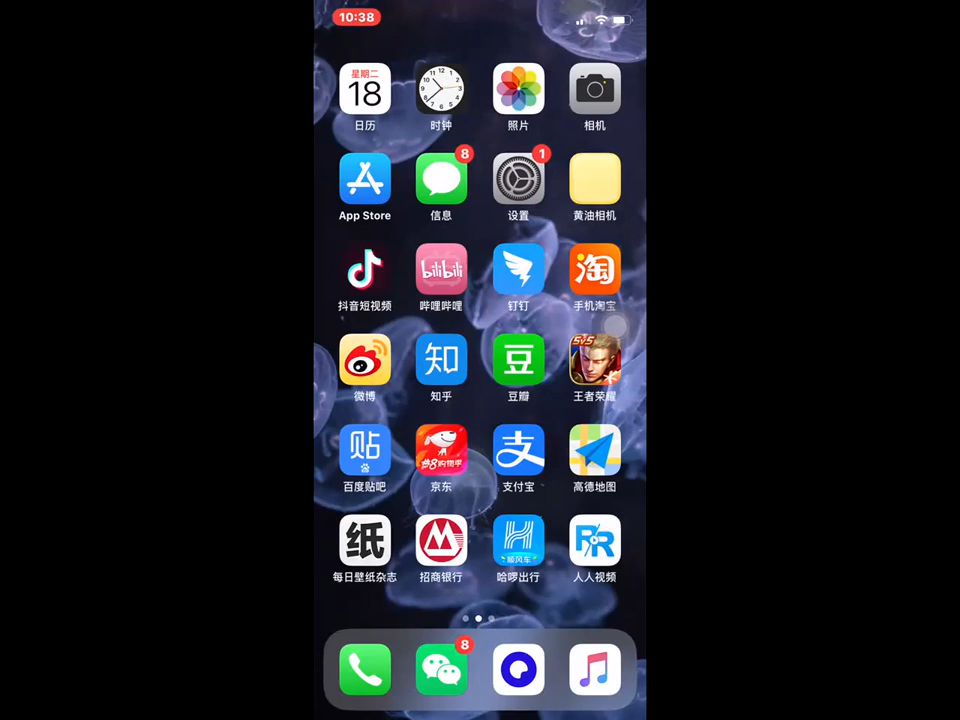 10:38
星期二
18
日历
时钟
照片
相机
App Store
8
信息
1
设置
黄油相机
抖音短视频
bilibili
哔哩哔哩
钉钉
淘
手机淘宝
微博
知
知乎
豆
豆瓣
5v5
王者荣耀
贴
百度贴吧
京东
支
支付宝
高德地图
纸
每日壁纸杂志
招商银行
顺风车
哈啰出行
RR
人人视频
8